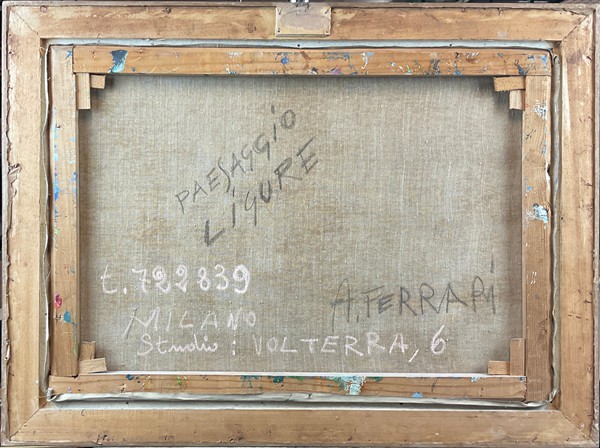 PAESAGGIO
LiGURE
t. 722839
A. FERRARi
MILANO
Studio: VOLTERRA, 6